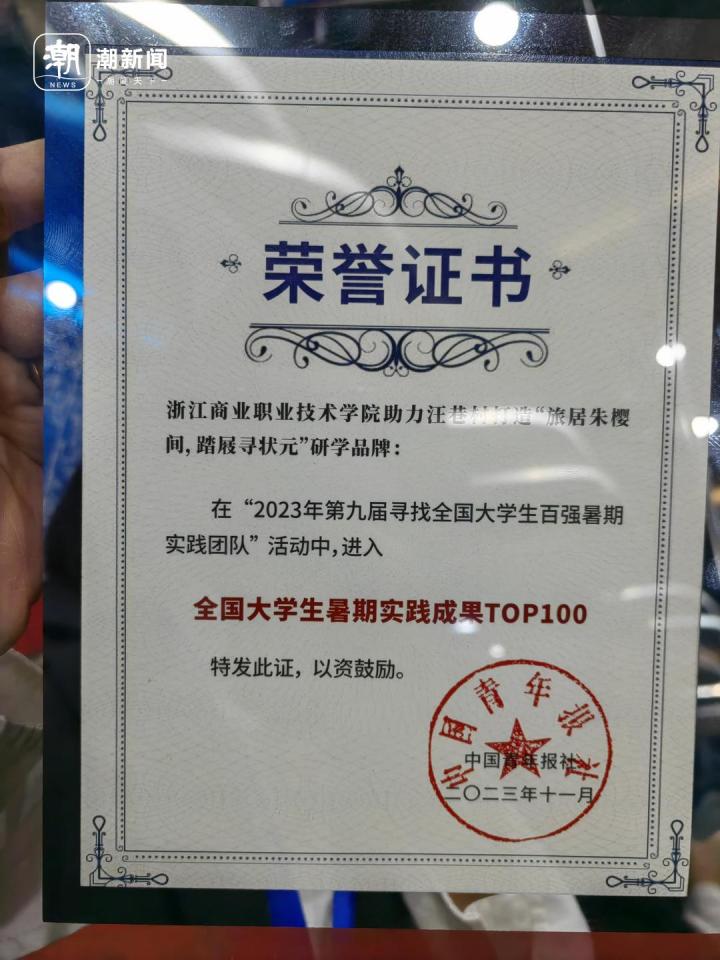 潮 潮新闻
NEWS
荣誉证书
浙江商业职业技术学院助力汪巷村打造“旅居朱樱
间，踏屐寻状元”研学品牌：
在“2023年第九届寻找全国大学生百强暑期
实践团队”活动中，进入
全国大学生暑期实践成果TOP100
特发此证，以资鼓励。
中国青年报社
中国青年报社
二〇二三年十一月